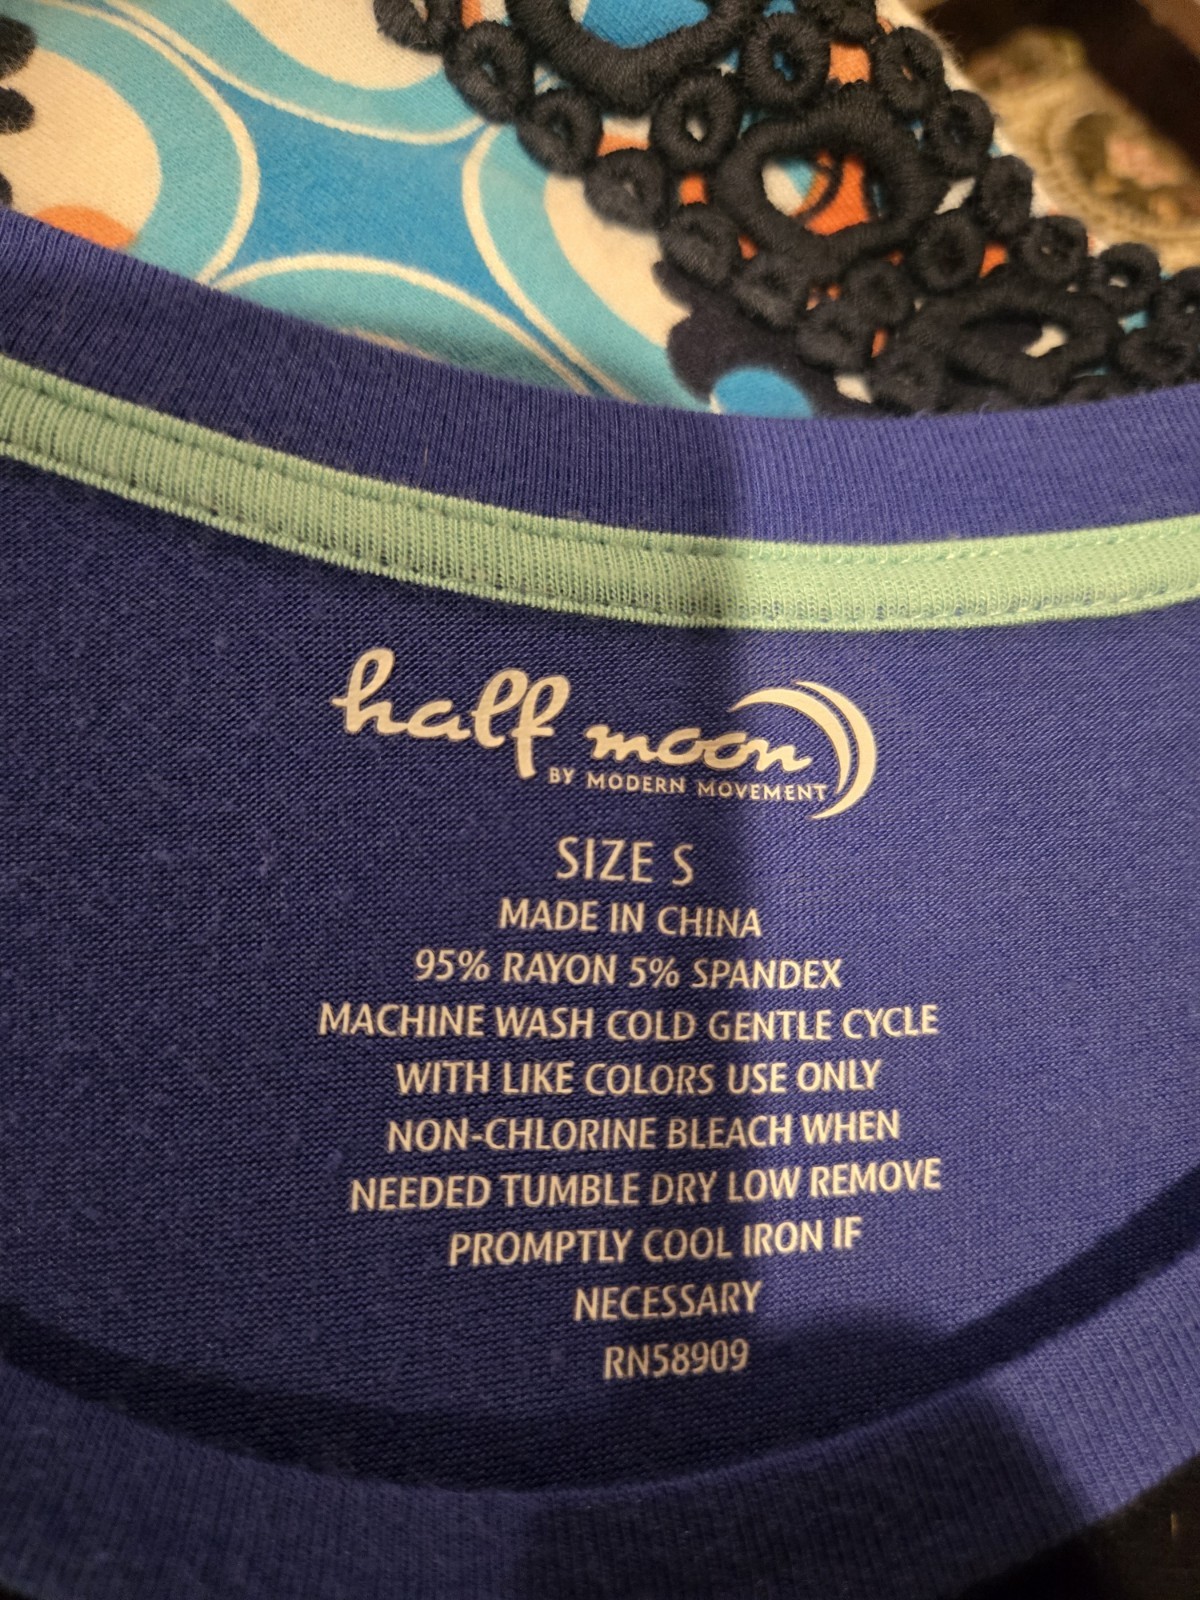 half moon
BY MODERN MOVEMENT
SIZE S
MADE IN CHINA
95% RAYON 5% SPANDEX
MACHINE WASH COLD GENTLE CYCLE
WITH LIKE COLORS USE ONLY
NON-CHLORINE BLEACH WHEN
NEEDED TUMBLE DRY LOW REMOVE
PROMPTLY COOL IRON IF
NECESSARY
RN58909